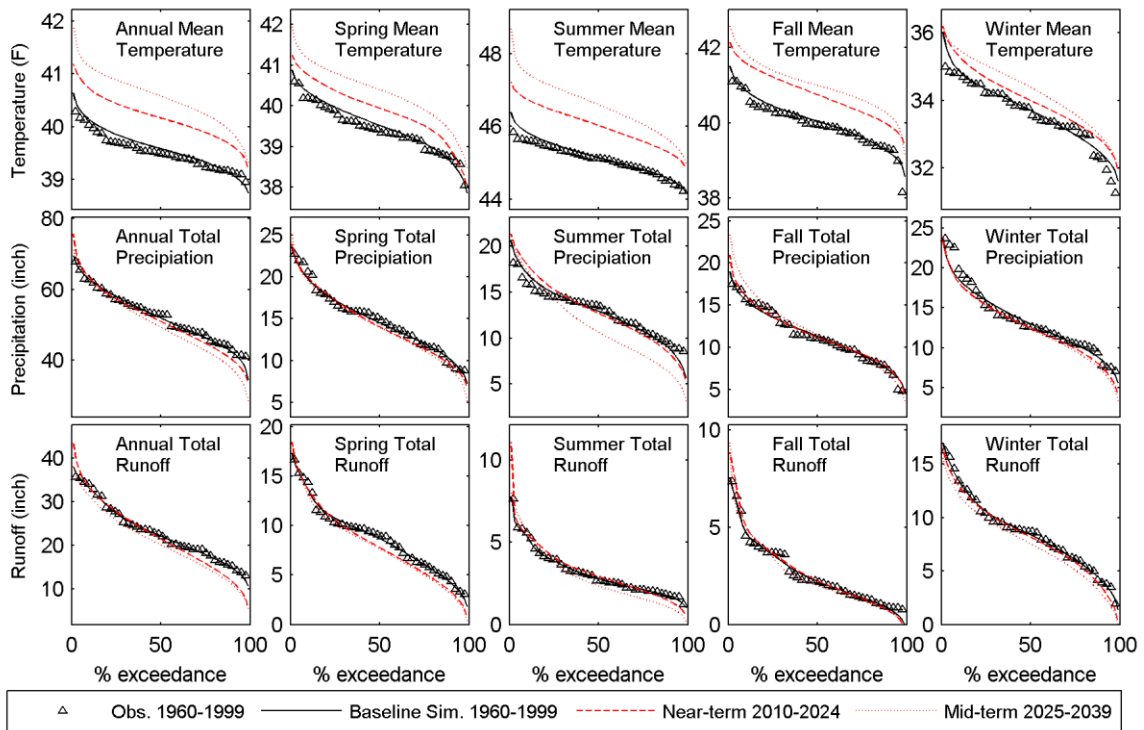 Temperature (F)
42
41
40
39
Annual Mean
Temperature
42
41
40
39
38
Spring Mean
Temperature
48
46
44
Summer Mean
Temperature
42
40
38
Fall Mean
Temperature
36
34
32
Winter Mean
Temperature
Precipitation (inch)
80
60
40
Annual Total
Precipiation
25
20
15
10
5
Spring Total
Precipitation
20
15
10
5
0
Summer Total
Precipitation
25
20
15
10
5
Fall Total
Precipitation
25
20
15
10
5
Winter Total
Precipitation
Runoff (inch)
40
30
20
10
Annual Total
Runoff
20
15
10
5
0
Spring Total
Runoff
10
5
0
Summer Total
Runoff
10
5
0
Fall Total
Runoff
15
10
5
0
Winter Total
Runoff
0 50 100 0 50 100 0 50 100 0 50 100 0 50 100
% exceedance % exceedance % exceedance % exceedance % exceedance
Obs. 1960-1999 Baseline Sim. 1960-1999 Near-term 2010-2024 Mid-term 2025-2039